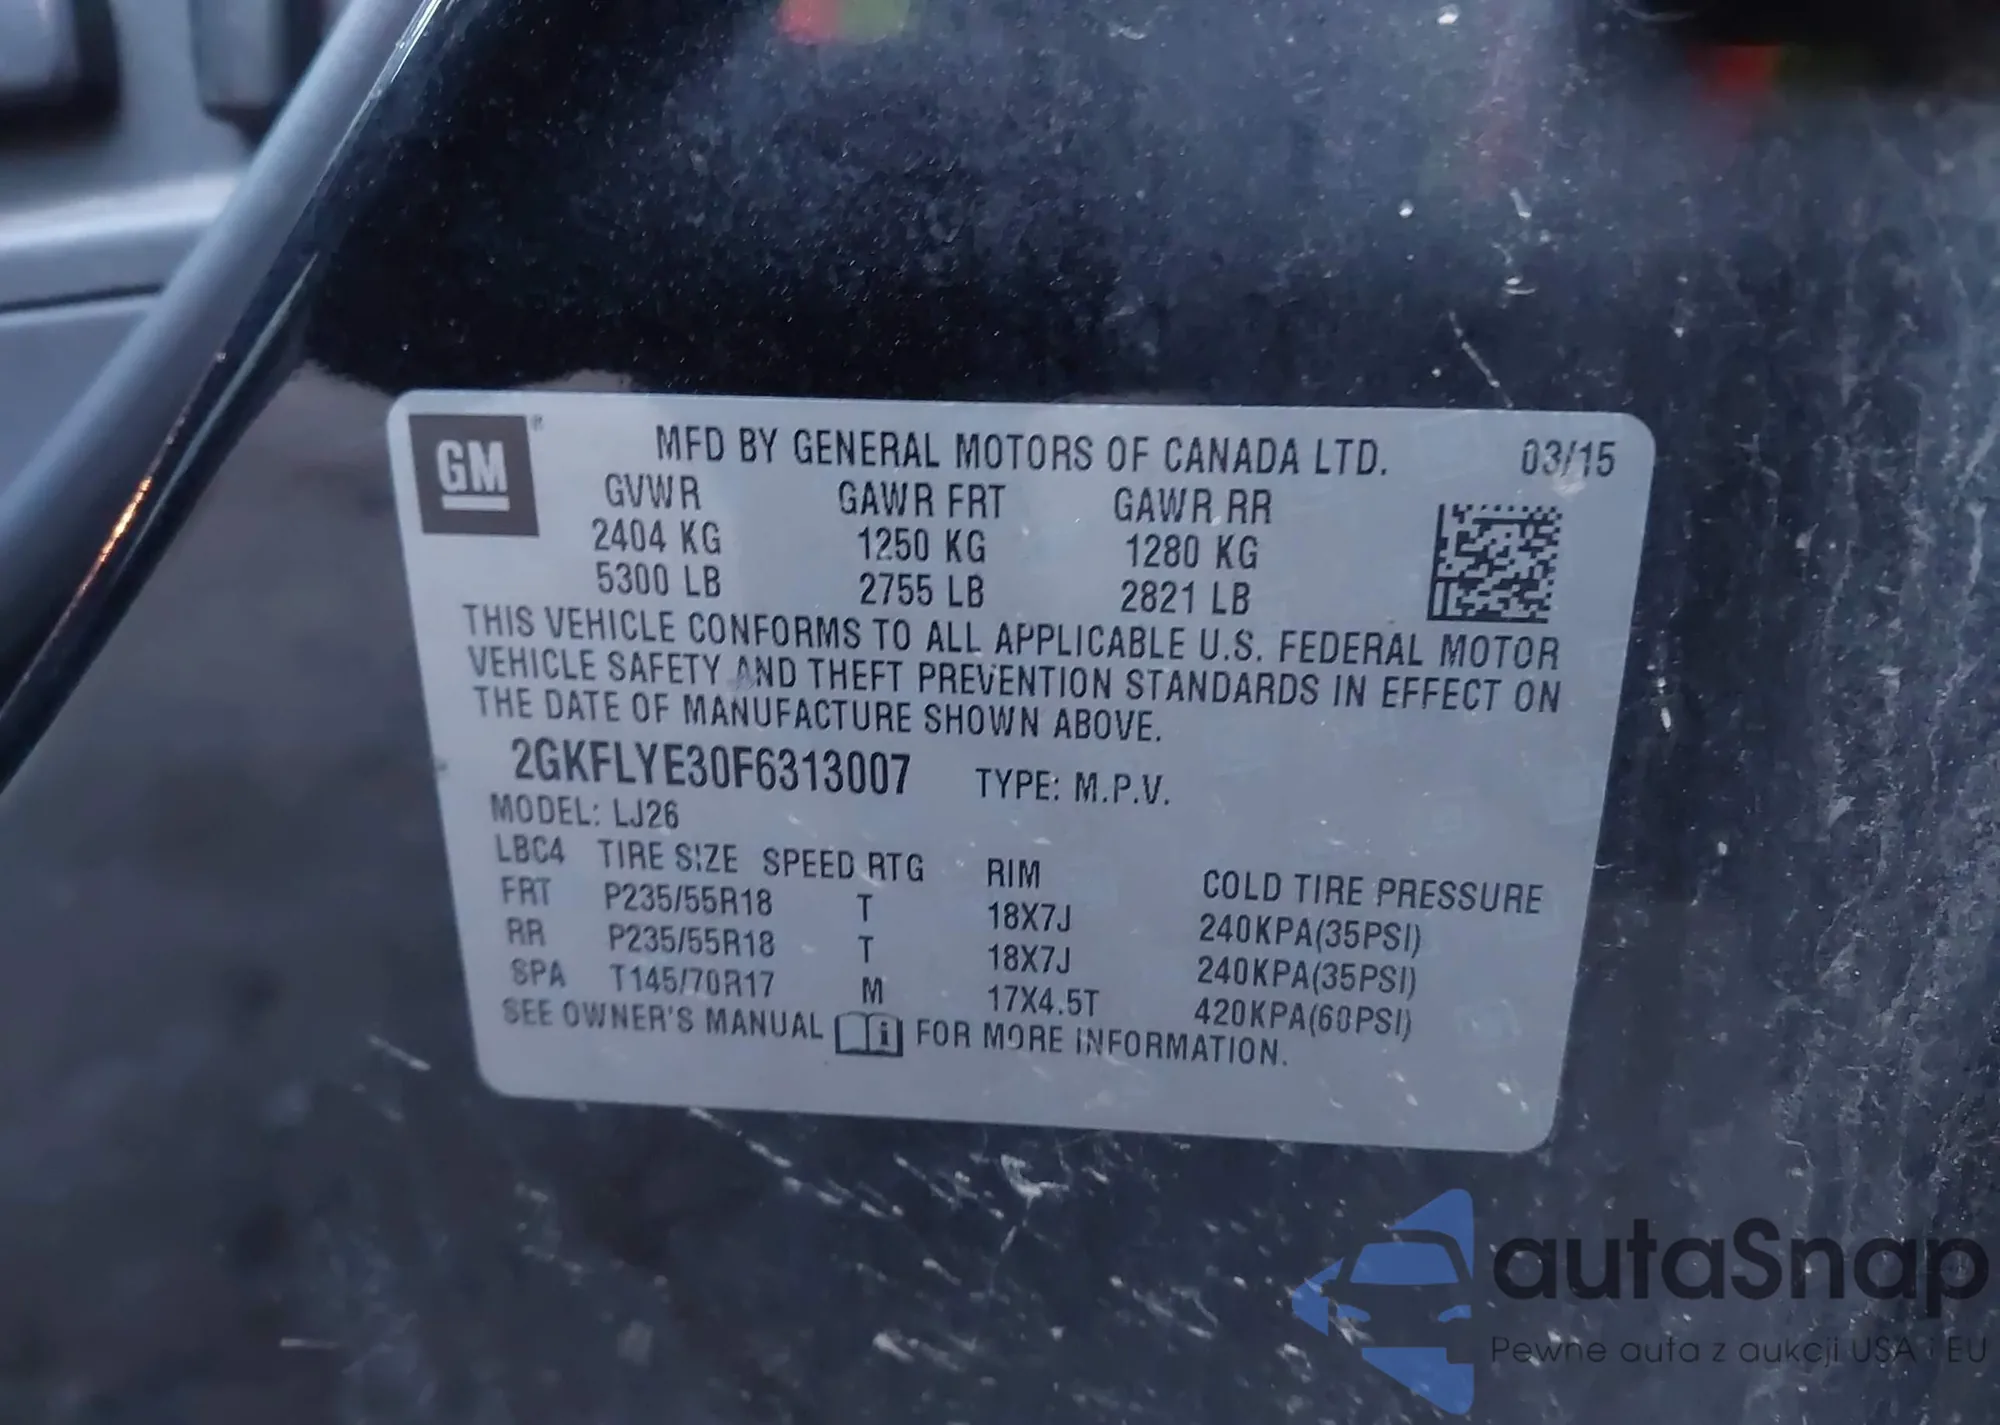 GM
MFD BY GENERAL MOTORS OF CANADA LTD. 03/15
GVWR GAWR FRT GAWR RR
2404 KG 1250 KG 1280 KG
5300 LB 2755 LB 2821 LB
THIS VEHICLE CONFORMS TO ALL APPLICABLE U.S. FEDERAL MOTOR
VEHICLE SAFETY AND THEFT PREVENTION STANDARDS IN EFFECT ON
THE DATE OF MANUFACTURE SHOWN ABOVE.
2GKFLYE30F6313007 TYPE: M.P.V.
MODEL: LJ26
LBC4 TIRE SIZE SPEED RTG RIM COLD TIRE PRESSURE
FRT P235/55R18 T 18X7J 240KPA(35PSI)
RR P235/55R18 T 18X7J 240KPA(35PSI)
SPA T145/70R17 M 17X4.5T 420KPA(60PSI)
SEE OWNER'S MANUAL FOR MORE INFORMATION.
autaSnap
Pewne auta z aukcji USA i EU